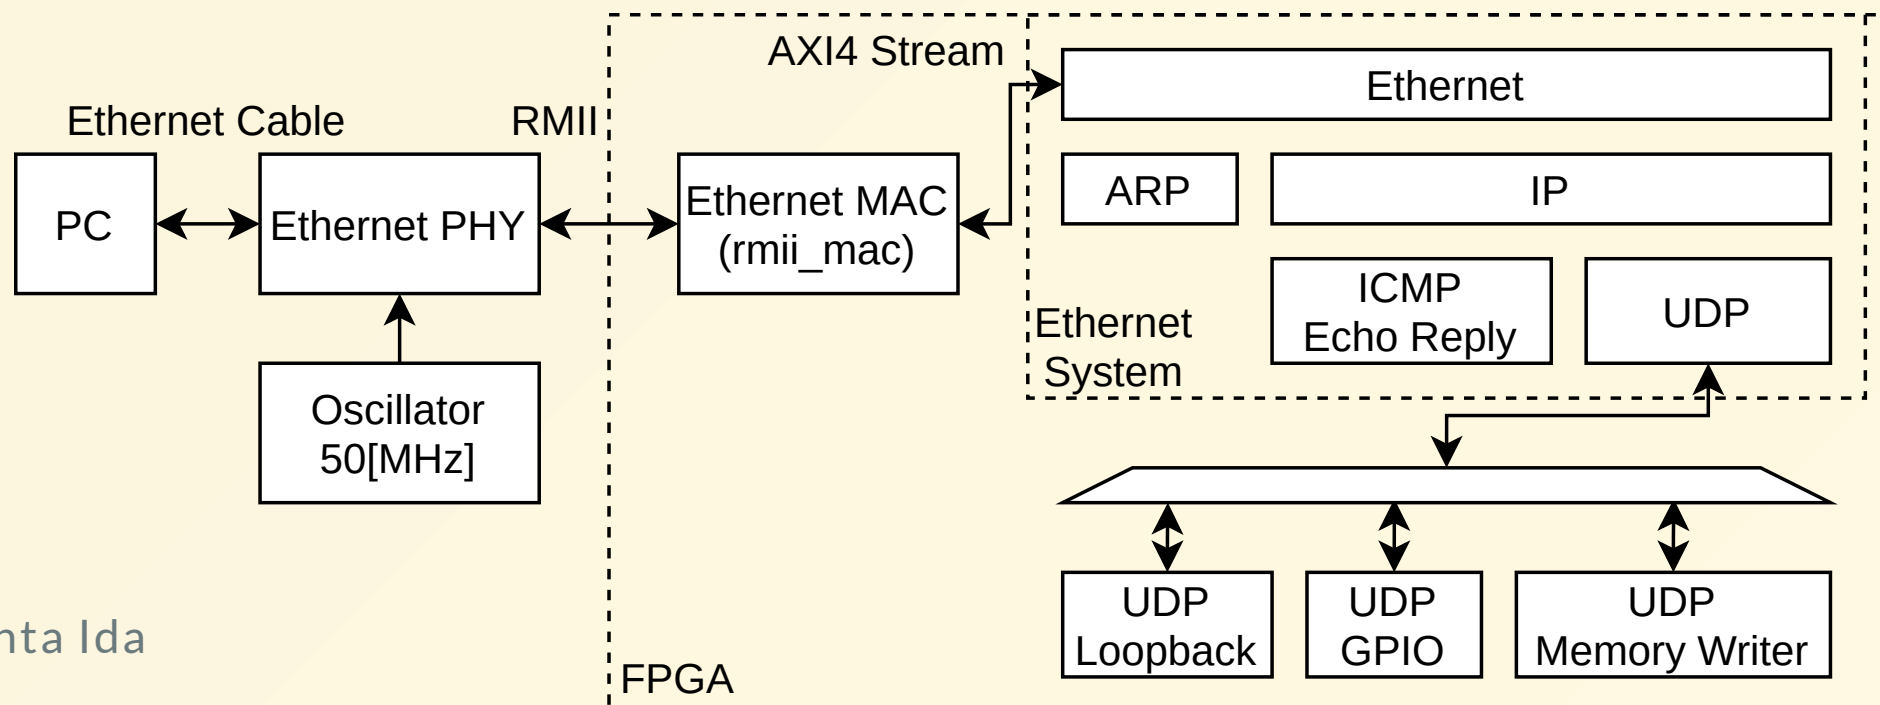 AXI4 Stream
Ethernet
Ethernet Cable
RMII
PC
Ethernet PHY
Ethernet MAC
(rmii_mac)
ARP
IP
ICMP
Echo Reply
UDP
Ethernet
System
Oscillator
50[MHz]
UDP
Loopback
UDP
GPIO
UDP
Memory Writer
Ida
FPGA